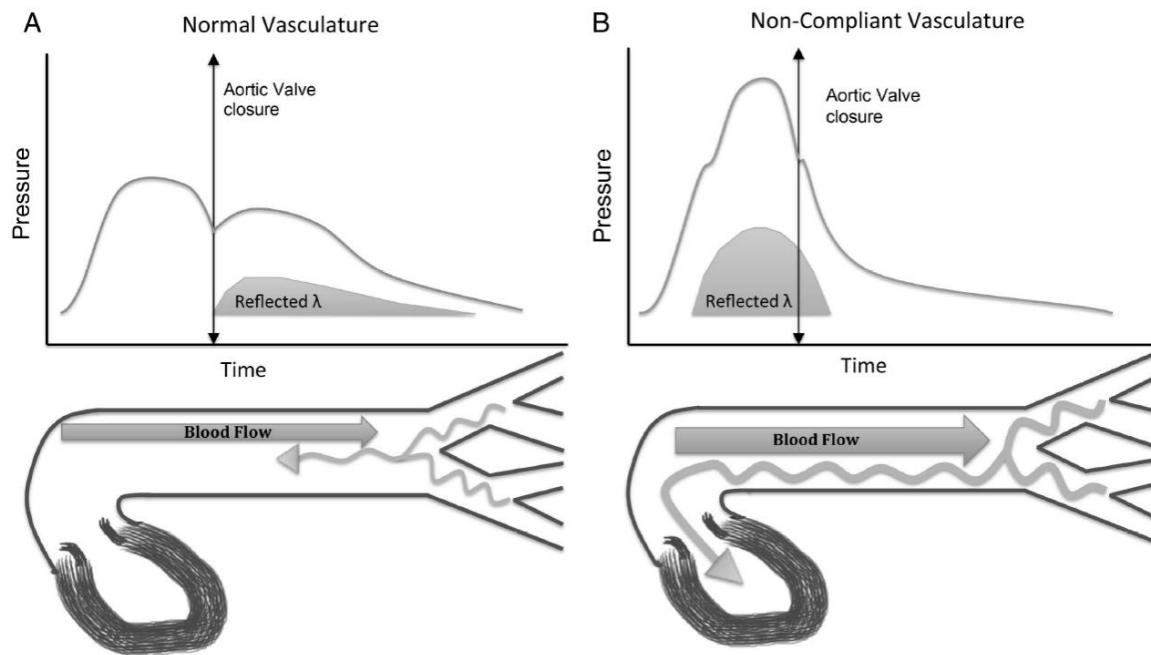 A
Normal Vasculature
Aortic Valve
closure
Pressure
Reflected λ
Time
Blood Flow
B
Non-Compliant Vasculature
Aortic Valve
closure
Pressure
Reflected λ
Time
Blood Flow